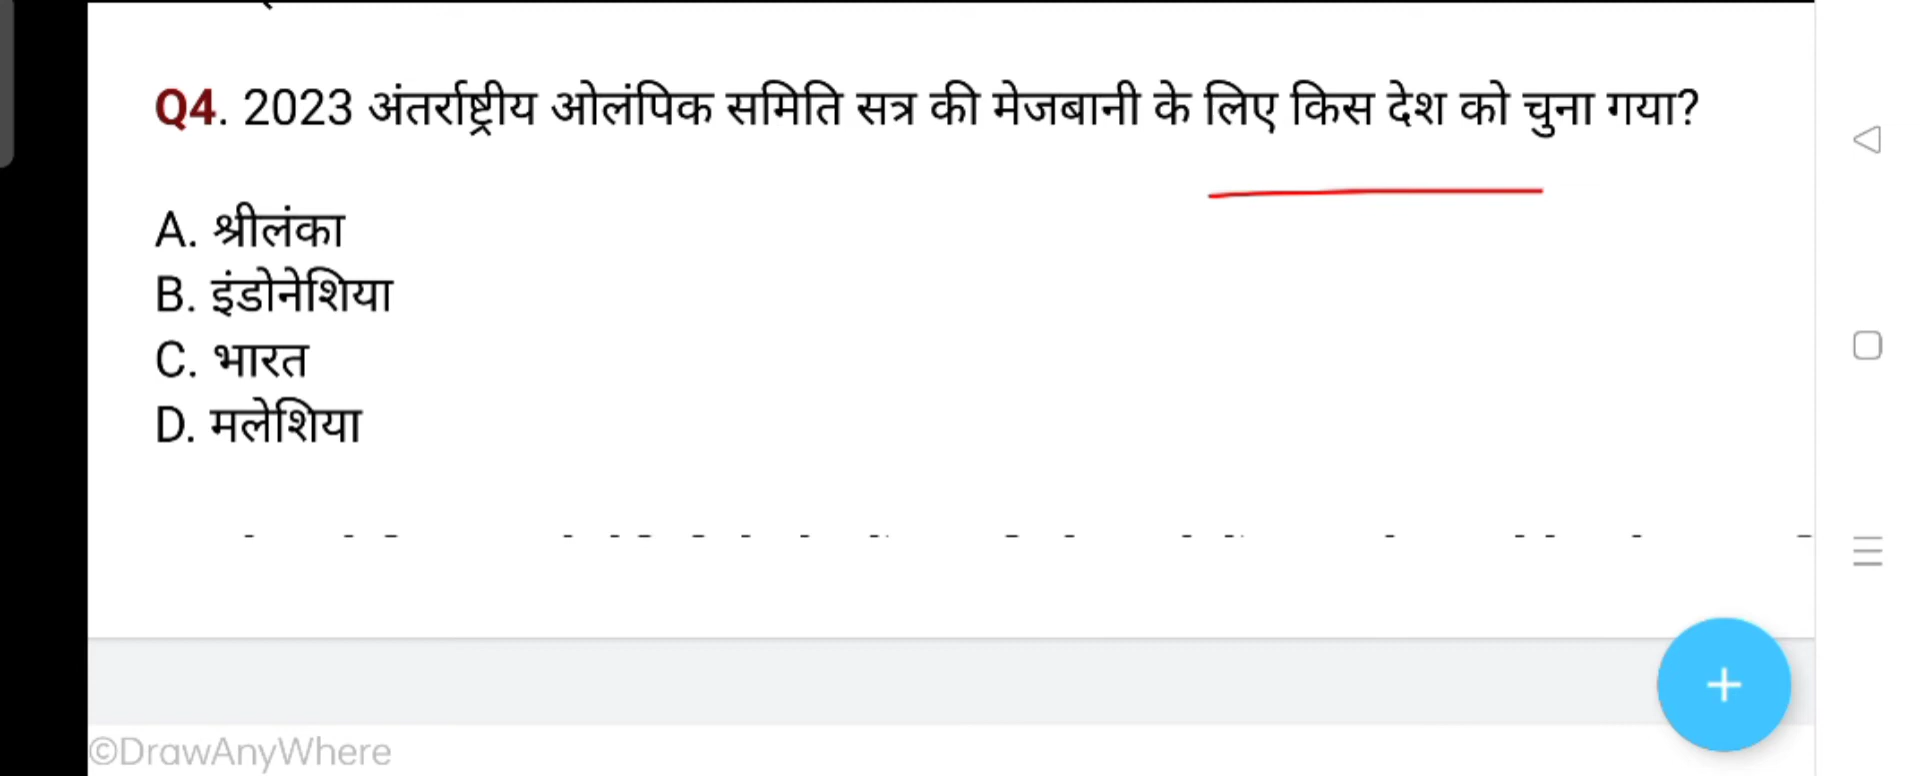 Q4. 2023 अंतर्राष्ट्रीय ओलंपिक समिति सत्र की मेजबानी के लिए किस देश को चुना गया?
A. श्रीलंका
B. इंडोनेशिया
C. भारत
D. मलेशिया
©DrawAnyWhere